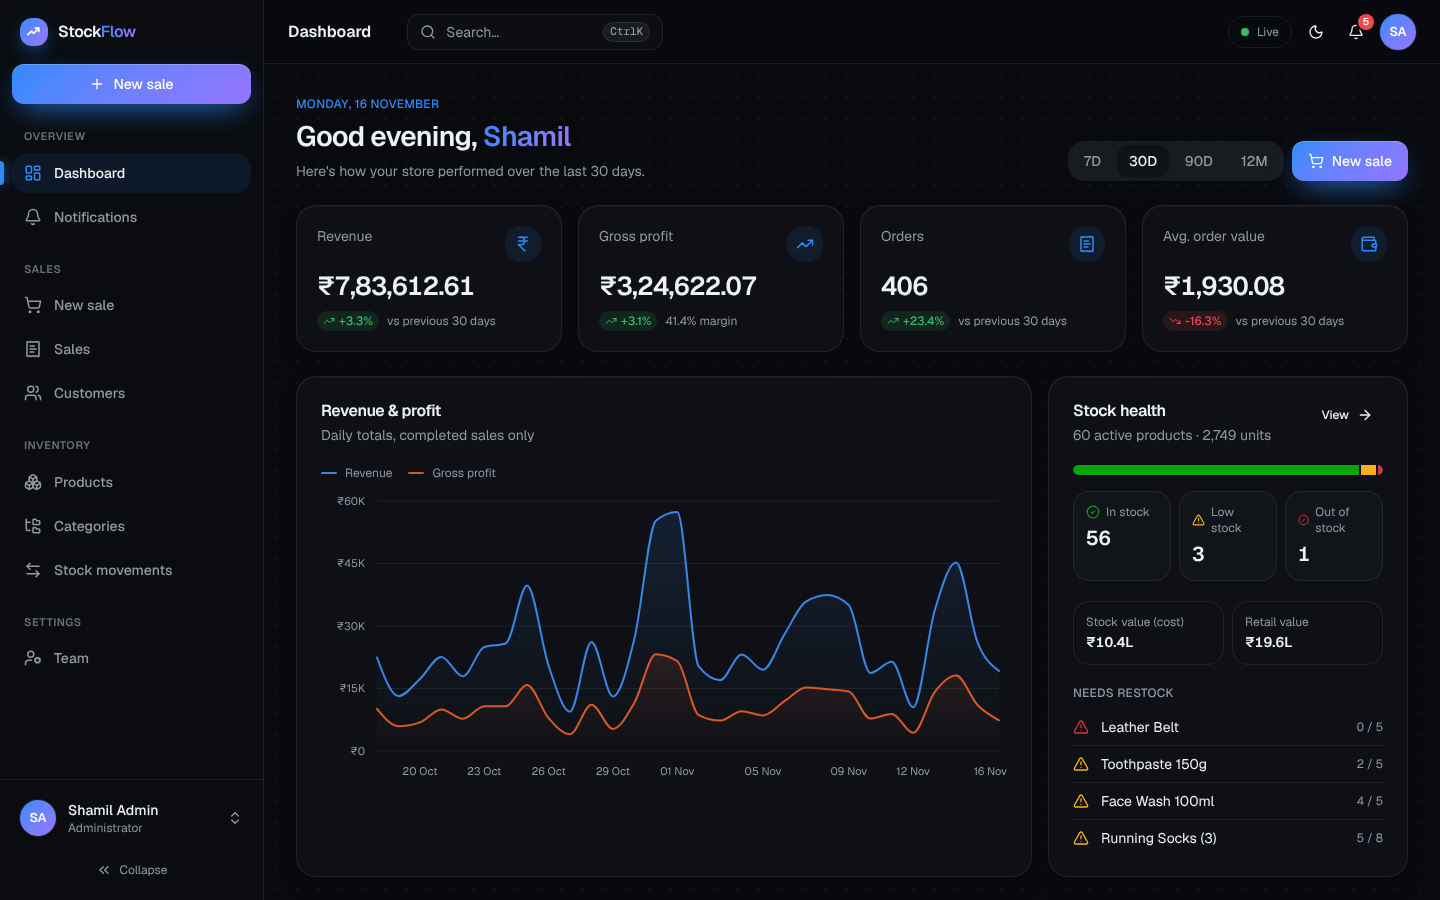 StockFlow
New sale
OVERVIEW
Dashboard
Notifications
SALES
New sale
Sales
Customers
INVENTORY
Products
Categories
Stock movements
SETTINGS
Team
SA
Shamil Admin
Administrator
Collapse
Dashboard
Search...
CtrlK
Live
5
SA
MONDAY, 16 NOVEMBER
Good evening, Shamil
Here's how your store performed over the last 30 days.
7D 30D 90D 12M
New sale
Revenue
₹7,83,612.61
+3.3% vs previous 30 days
Gross profit
₹3,24,622.07
+3.1% 41.4% margin
Orders
406
+23.4% vs previous 30 days
Avg. order value
₹1,930.08
-16.3% vs previous 30 days
Revenue & profit
Daily totals, completed sales only
Revenue Gross profit
₹60K
₹45K
₹30K
₹15K
₹0
20 Oct 23 Oct 26 Oct 29 Oct 01 Nov 05 Nov 09 Nov 12 Nov 16 Nov
Stock health
View
60 active products · 2,749 units
In stock
56
Low
stock
3
Out of
stock
1
Stock value (cost)
₹10.4L
Retail value
₹19.6L
NEEDS RESTOCK
Leather Belt 0 / 5
Toothpaste 150g 2 / 5
Face Wash 100ml 4 / 5
Running Socks (3) 5 / 8